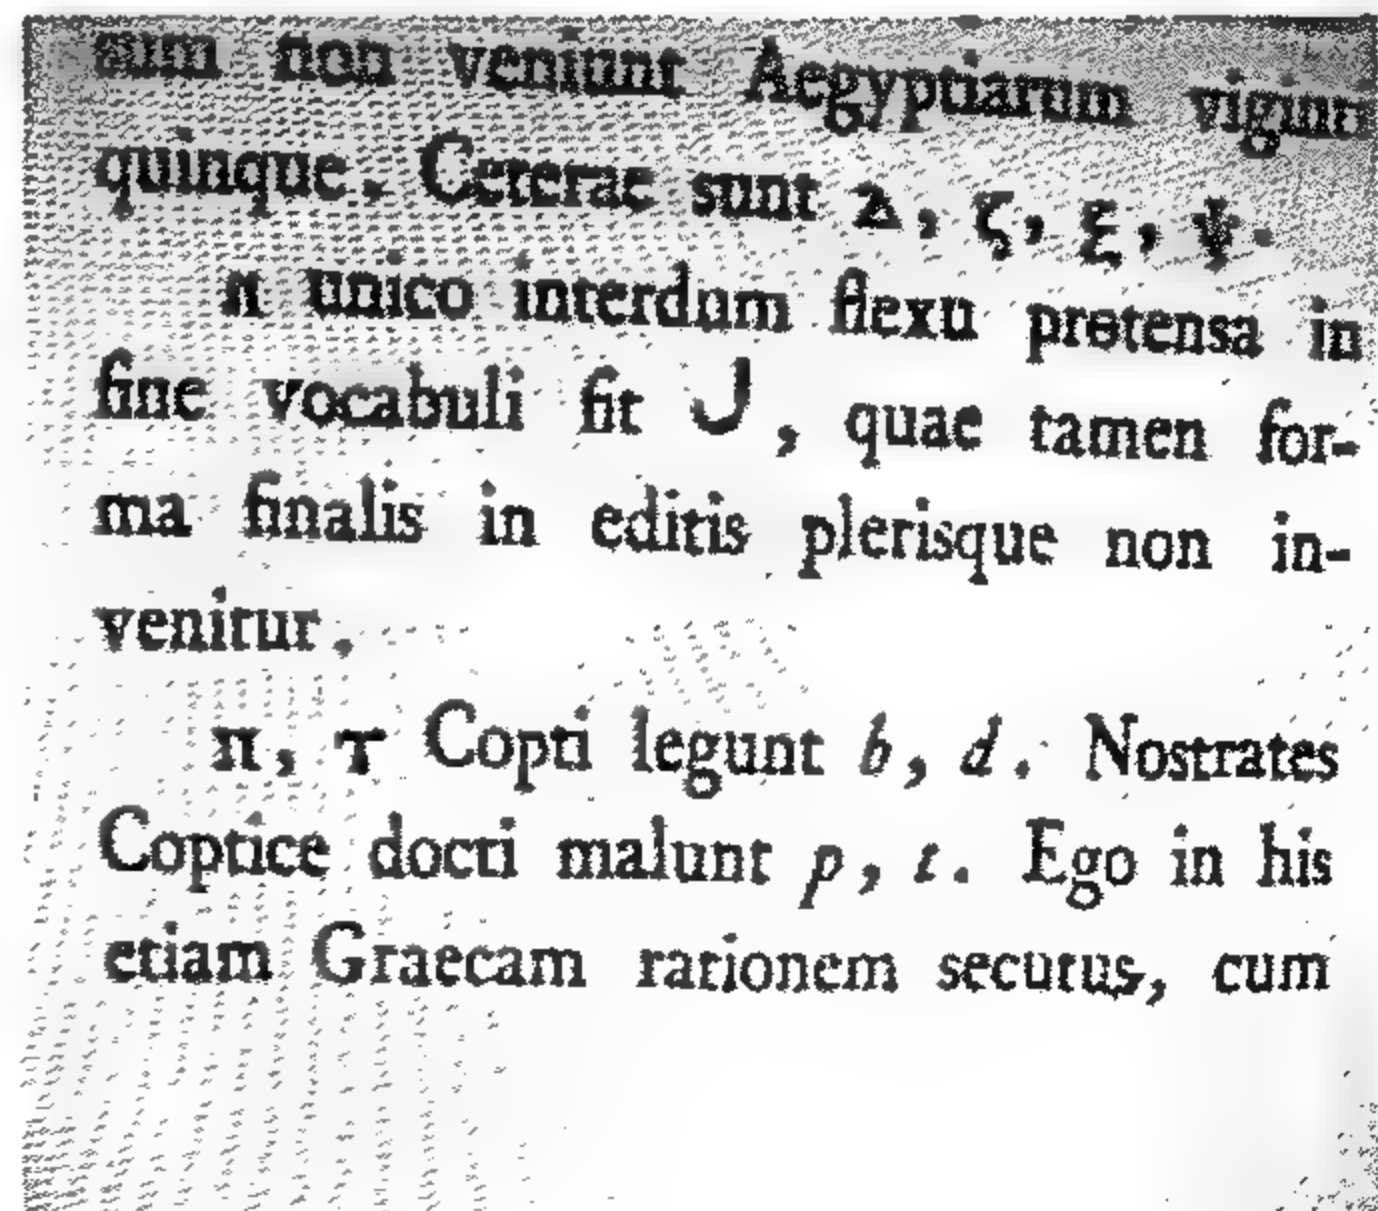 rum non veniunt Aegyptiarum viginti
quinque. Ceterae sunt ⲇ, ⲍ, ⲝ, ⲯ.
ⲛ unico interdum flexu protensa in
fine vocabuli fit, quae tamen for-
ma finalis in editis plerisque non in-
venitur.
ⲡ, ⲧ Copti legunt b, d. Nostrates
Coptice docti malunt p, t. Ego in his
etiam Graecam rationem secutus, cum